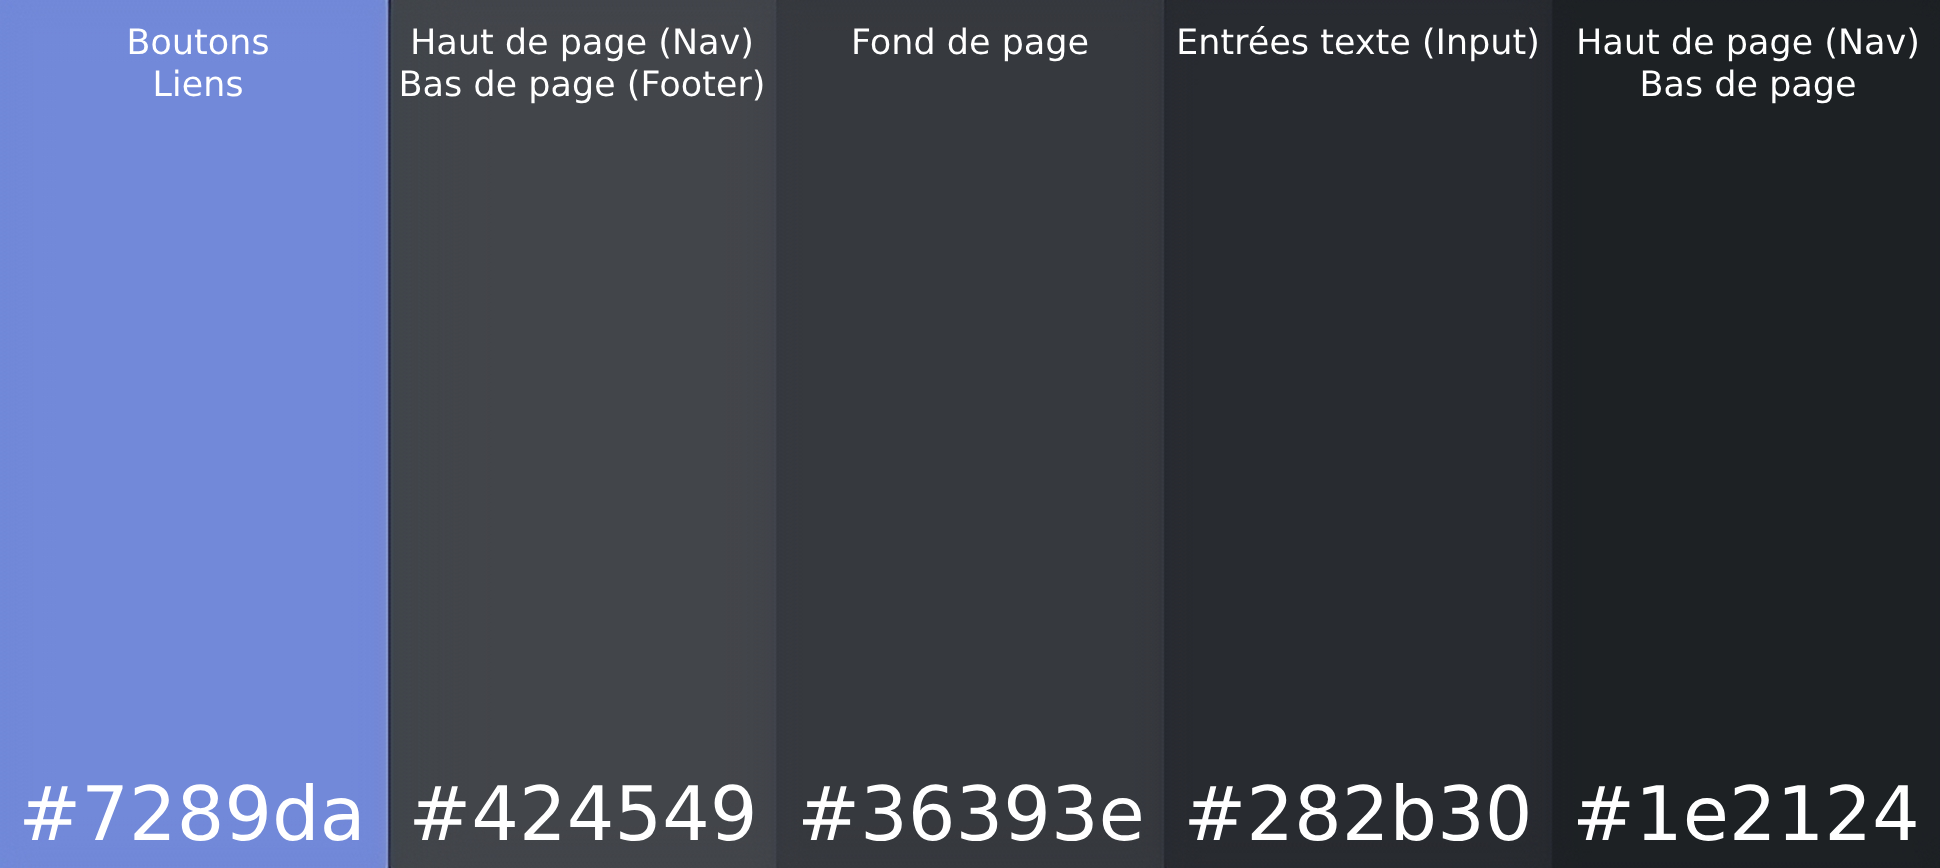 Boutons
Liens
#7289da
Haut de page (Nav)
Bas de page (Footer)
#424549
Fond de page
#36393e
Entrées texte (Input)
#282b30
Haut de page (Nav)
Bas de page
#1e2124